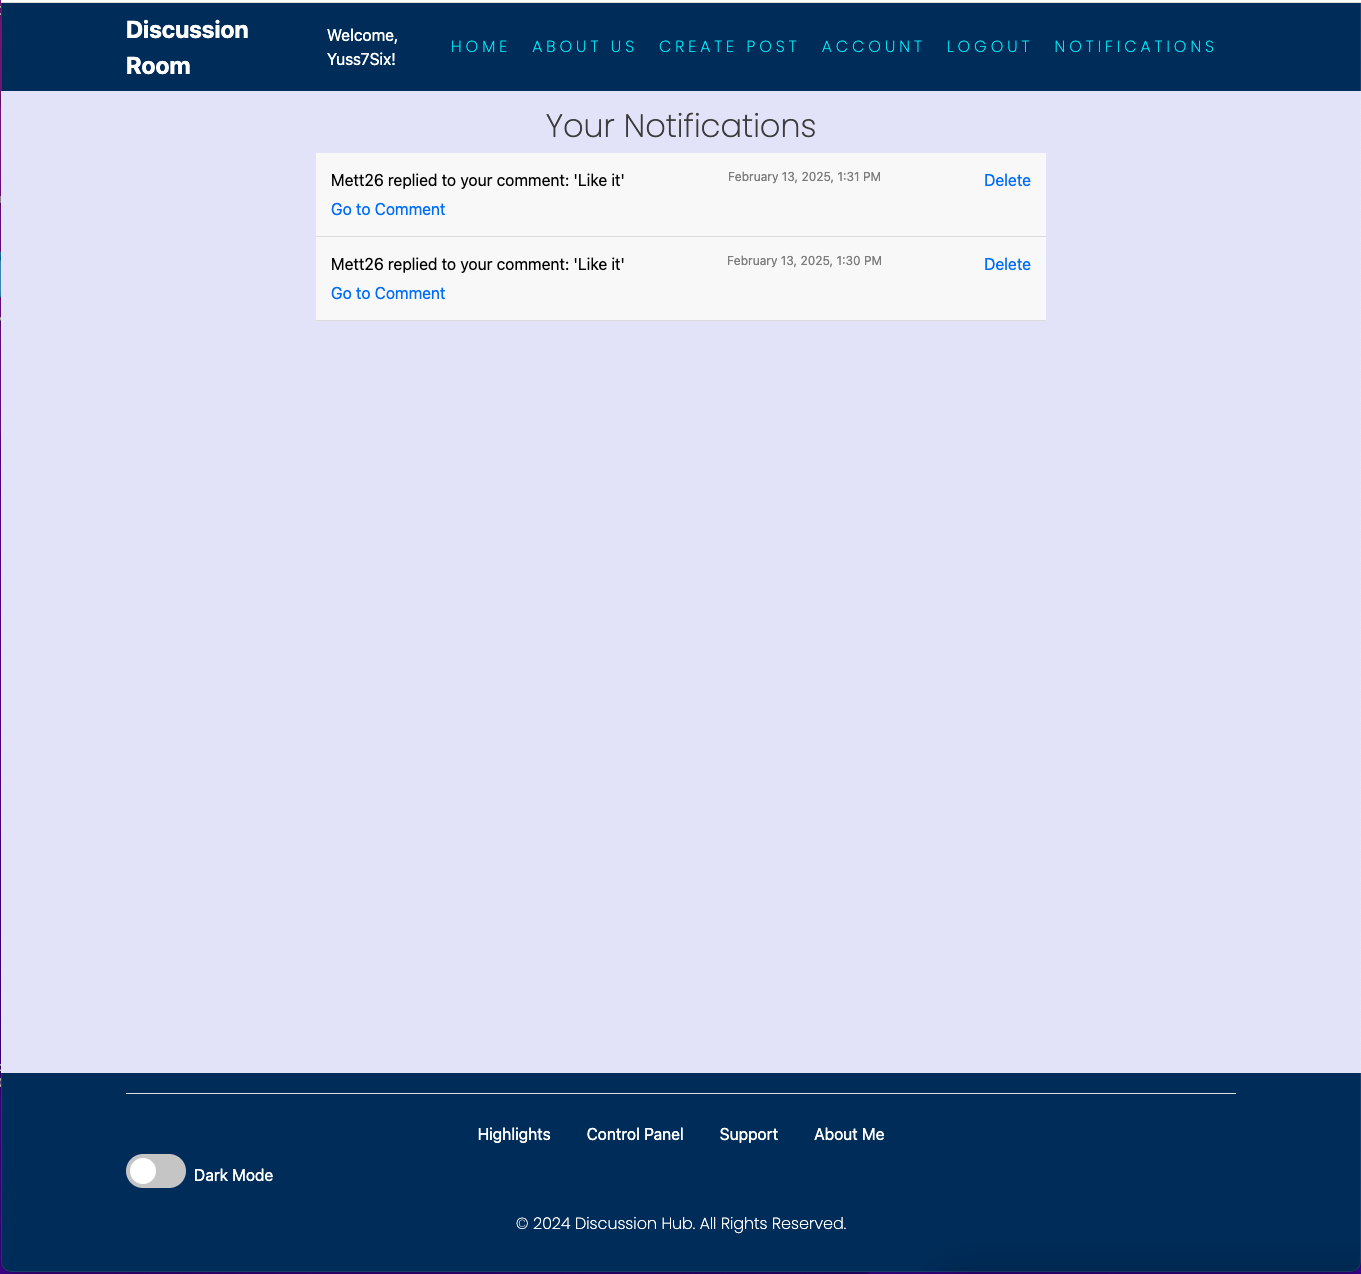 Discussion
Room
Welcome,
Yuss7Six!
HOME ABOUT US CREATE POST ACCOUNT LOGOUT NOTIFICATIONS
Your Notifications
Mett26 replied to your comment: 'Like it' February 13, 2025, 1:31 PM Delete
Go to Comment
Mett26 replied to your comment: 'Like it' February 13, 2025, 1:30 PM Delete
Go to Comment
Highlights Control Panel Support About Me
Dark Mode
© 2024 Discussion Hub. All Rights Reserved.